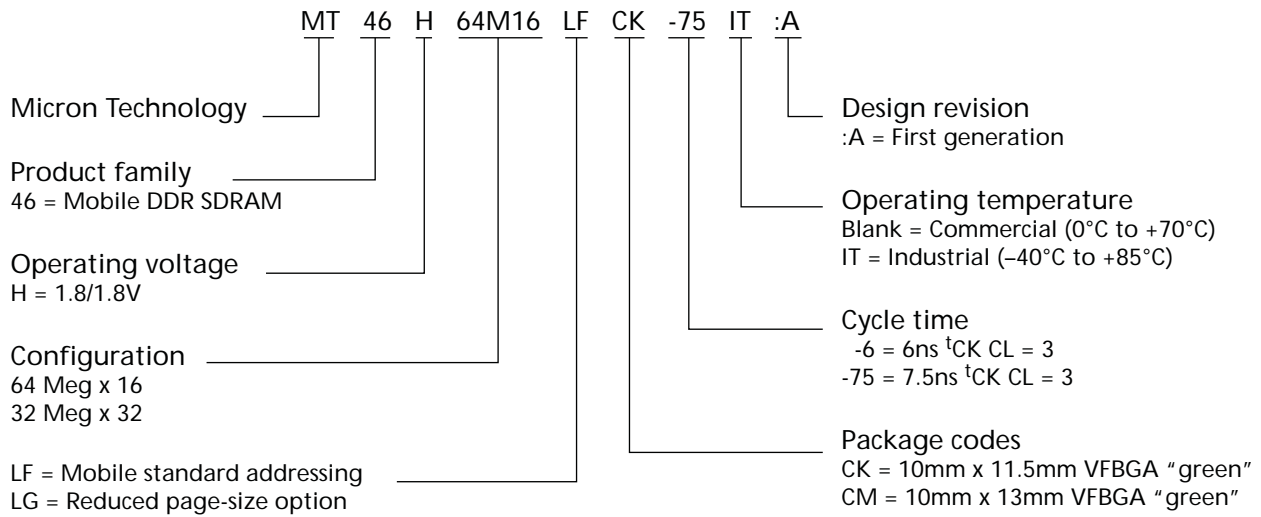 MT 46 H 64M16 LF CK -75 IT :A
Micron Technology
Product family
46 = Mobile DDR SDRAM
Operating voltage
H = 1.8/1.8V
Configuration
64 Meg x 16
32 Meg x 32
LF = Mobile standard addressing
LG = Reduced page-size option
Design revision
:A = First generation
Operating temperature
Blank = Commercial (0°C to +70°C)
IT = Industrial (–40°C to +85°C)
Cycle time
-6 = 6ns tCK CL = 3
-75 = 7.5ns tCK CL = 3
Package codes
CK = 10mm x 11.5mm VFBGA “green”
CM = 10mm x 13mm VFBGA “green”